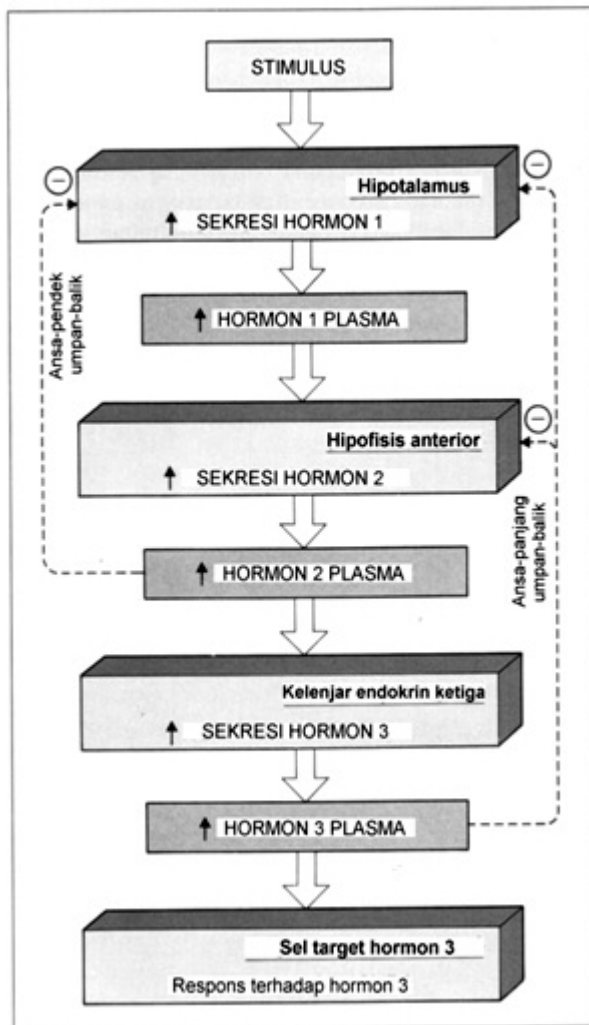 STIMULUS
Hipotalamus
↑ SEKRESI HORMON 1
↑ HORMON 1 PLASMA
Hipofisis anterior
↑ SEKRESI HORMON 2
↑ HORMON 2 PLASMA
Kelenjar endokrin ketiga
↑ SEKRESI HORMON 3
↑ HORMON 3 PLASMA
Sel target hormon 3
Respons terhadap hormon 3
Ansa-pendek
umpan-balik
Ansa-panjang
umpan-balik